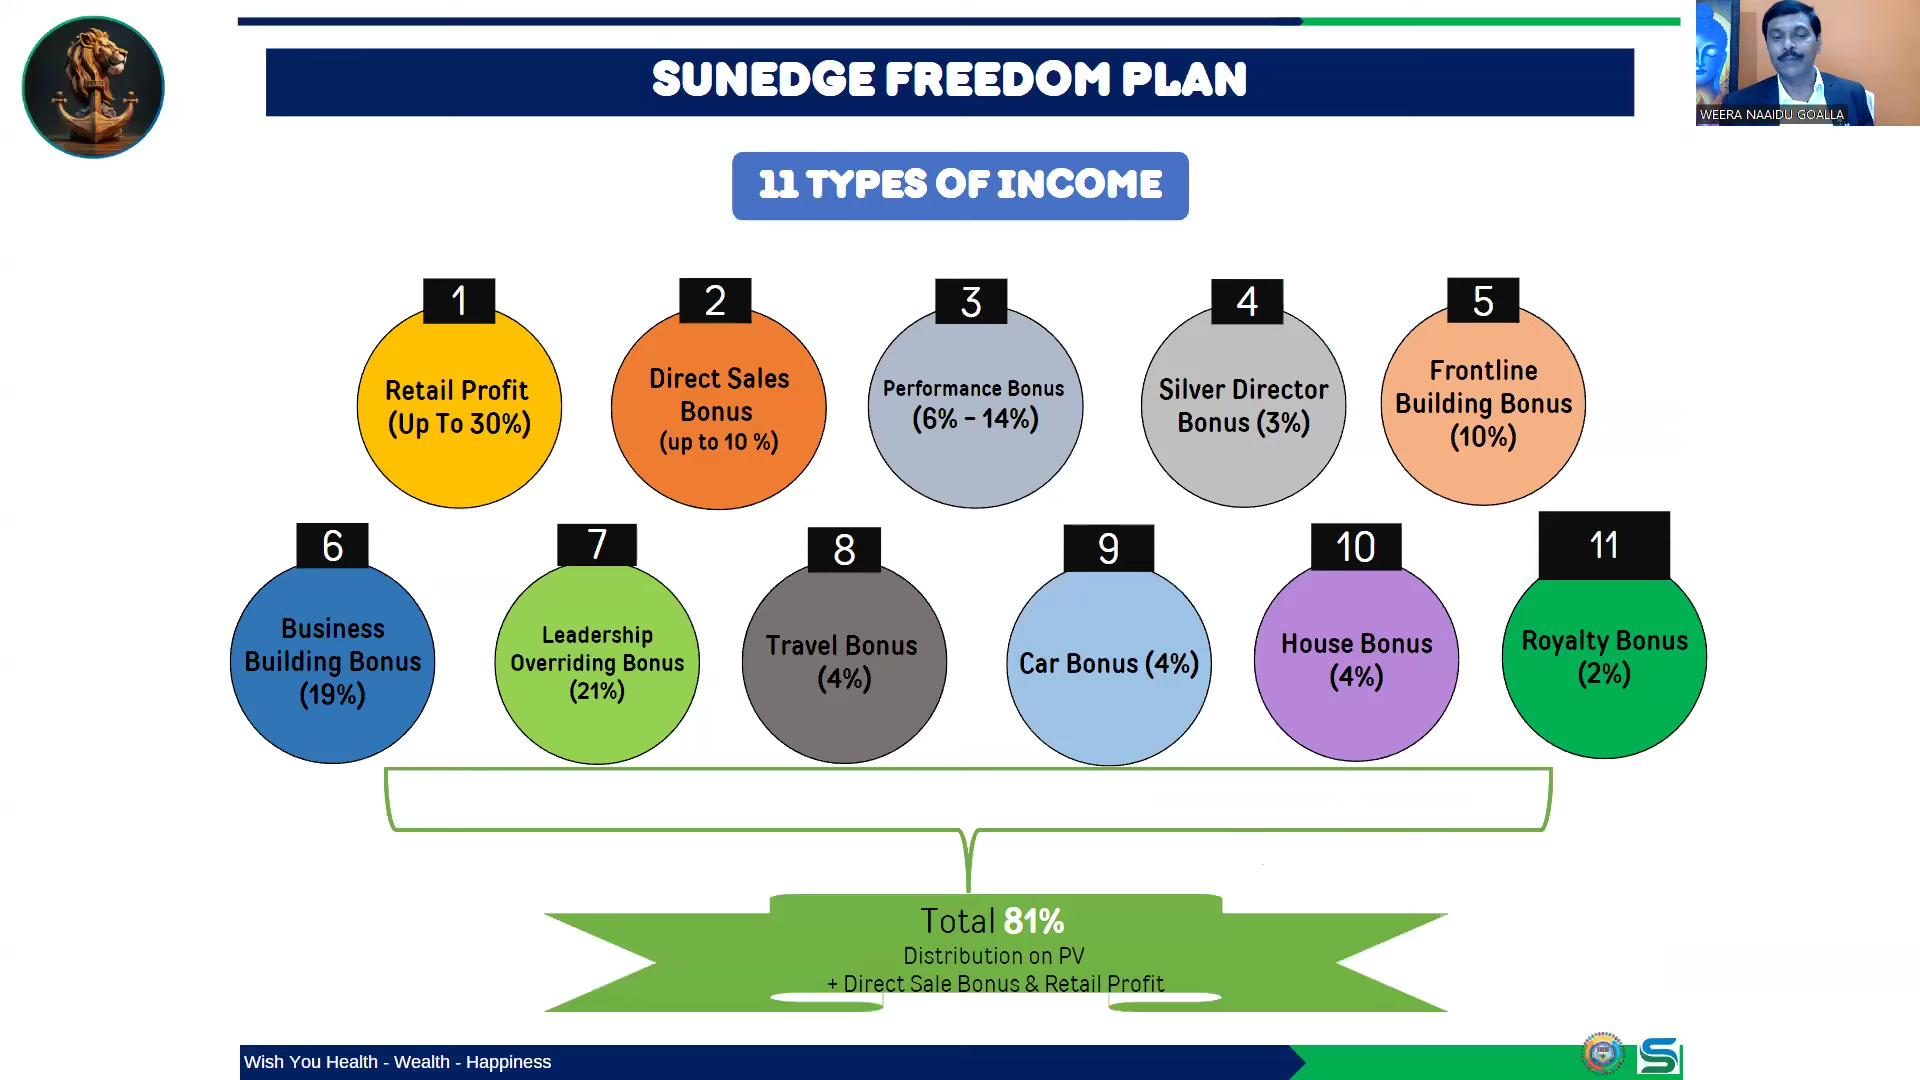 SUNEDGE FREEDOM PLAN
WEERA NAAIDU GOALLA
11 TYPES OF INCOME
1
Retail Profit
(Up To 30%)
2
Direct Sales
Bonus
(up to 10 %)
3
Performance Bonus
(6% - 14%)
4
Silver Director
Bonus (3%)
5
Frontline
Building Bonus
(10%)
6
Business
Building Bonus
(19%)
7
Leadership
Overriding Bonus
(21%)
8
Travel Bonus
(4%)
9
Car Bonus (4%)
10
House Bonus
(4%)
11
Royalty Bonus
(2%)
Total 81%
Distribution on PV
+ Direct Sale Bonus & Retail Profit
Wish You Health - Wealth - Happiness